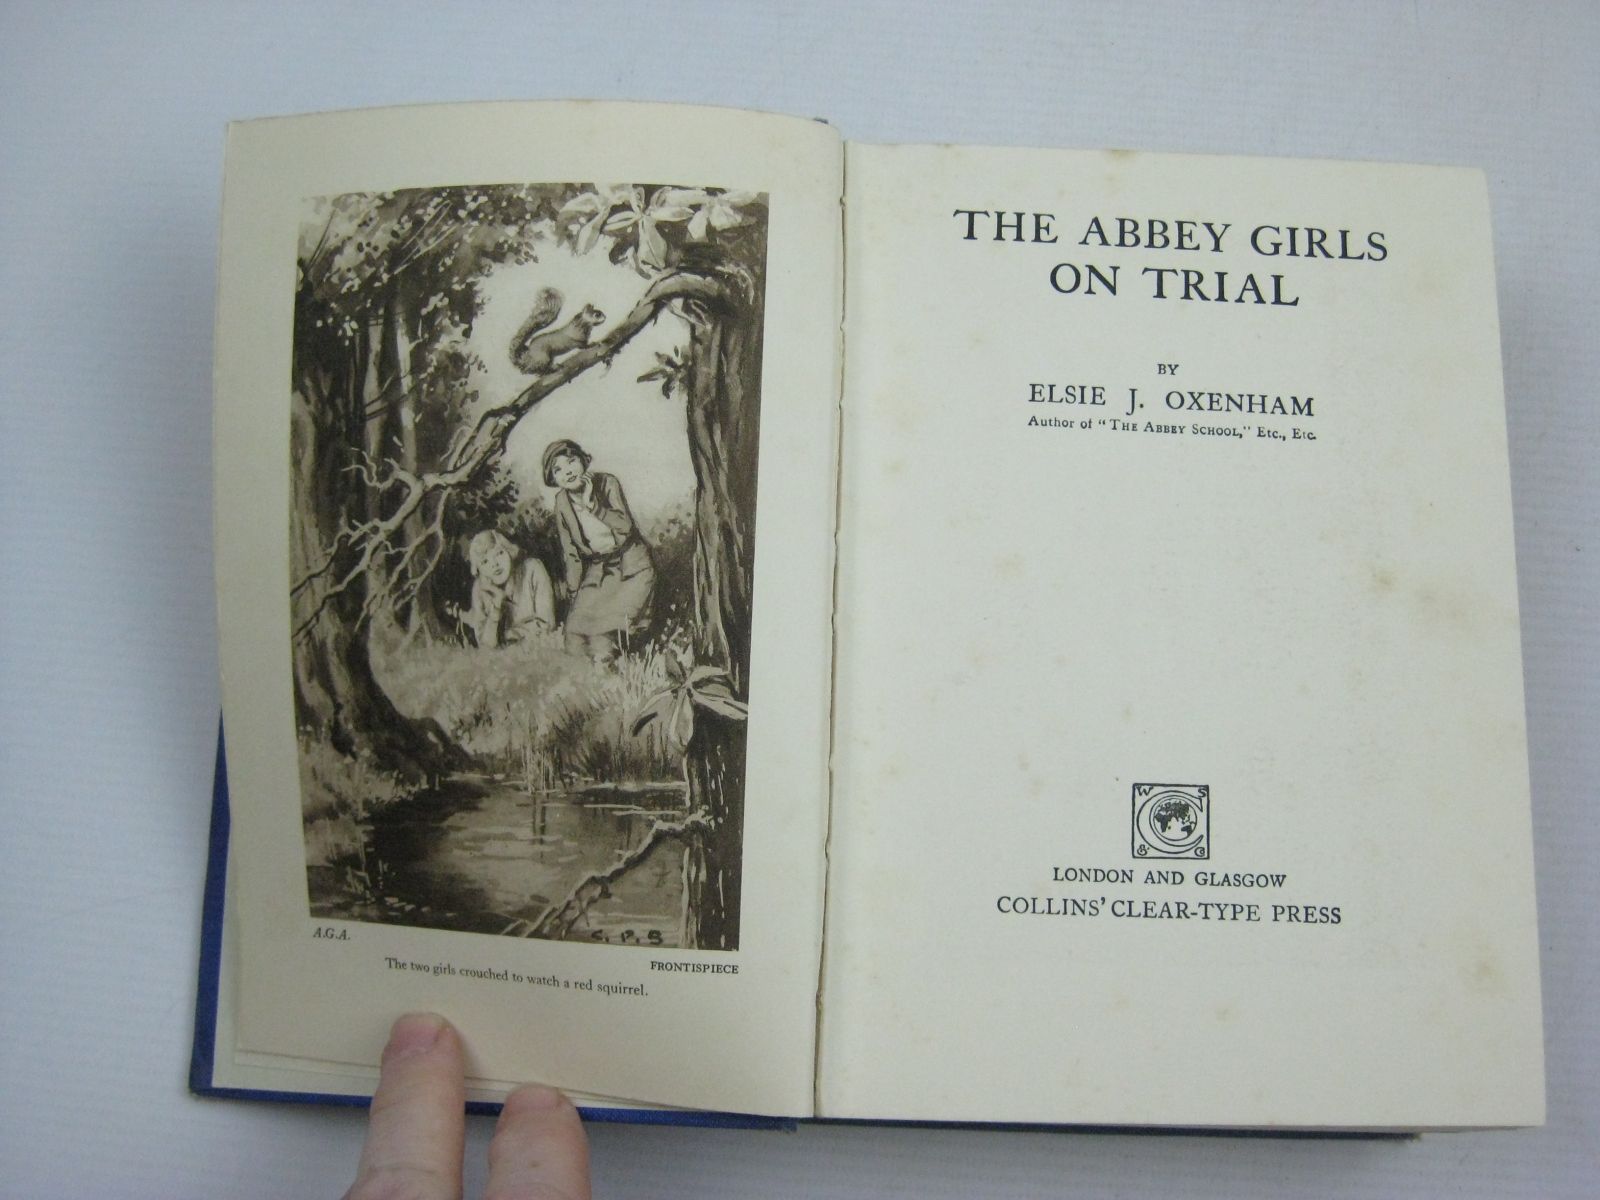 C. P. B
A.G.A.
FRONTISPIECE
The two girls crouched to watch a red squirrel.
THE ABBEY GIRLS
ON TRIAL
BY
ELSIE J. OXENHAM
Author of "THE ABBEY SCHOOL," Etc., Etc.
W S
C
& C
LONDON AND GLASGOW
COLLINS' CLEAR-TYPE PRESS